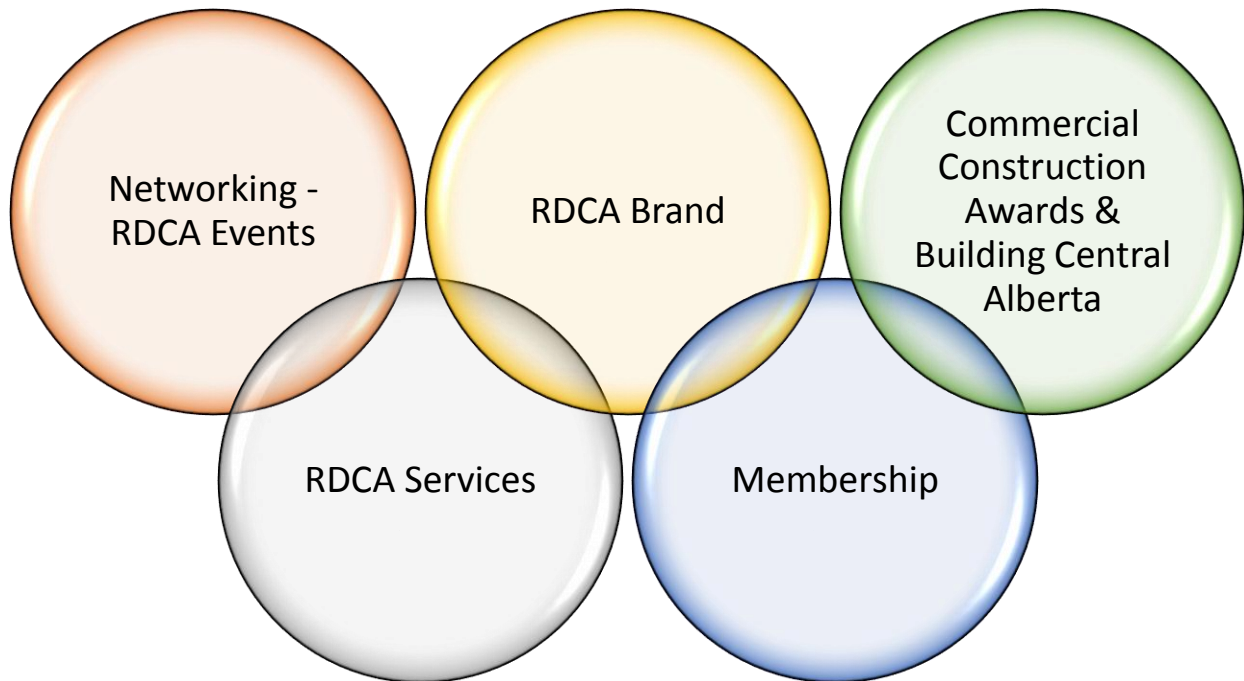 Networking -
RDCA Events
RDCA Brand
Commercial
Construction
Awards &
Building Central
Alberta
RDCA Services
Membership